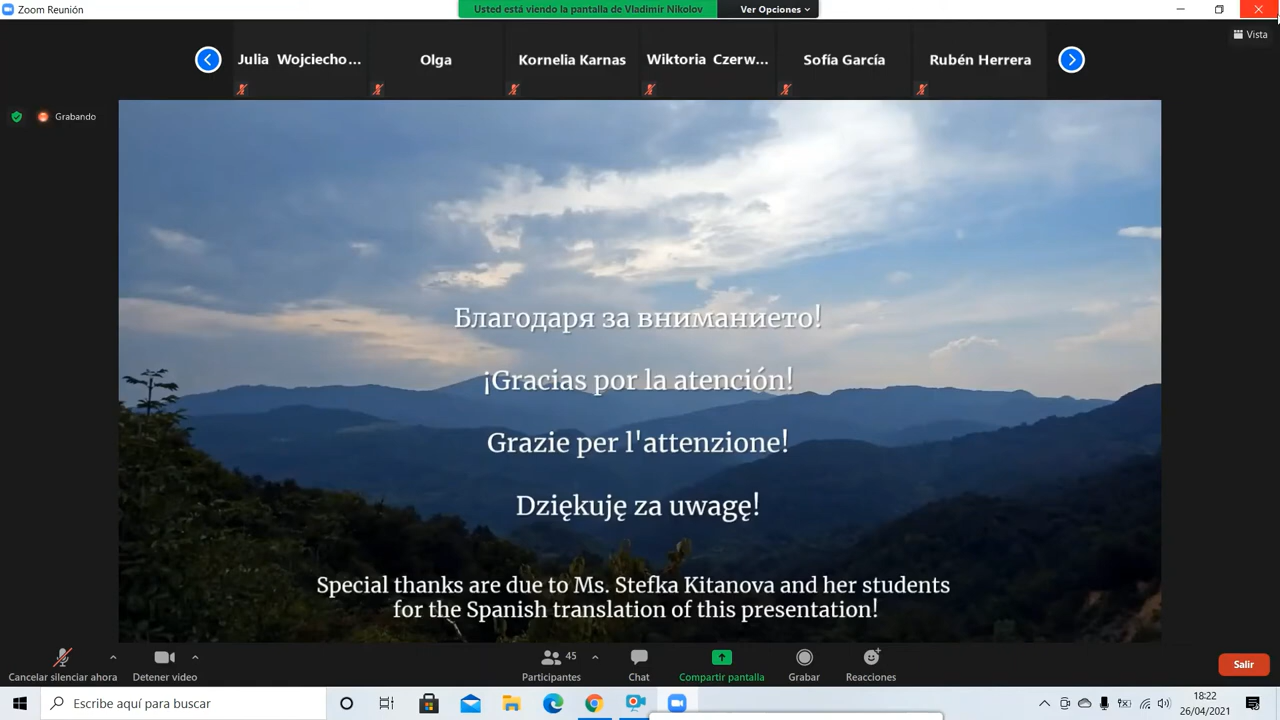 Zoom Reunión
Usted está viendo la pantalla de Vladimir Nikolov
Ver Opciones
Vista
Julia Wojciecho...
Olga
Kornelia Karnas
Wiktoria Czerw...
Sofía García
Rubén Herrera
Grabando
Благодаря за вниманието!
¡Gracias por la atención!
Grazie per l'attenzione!
Dziękuję za uwagę!
Special thanks are due to Ms. Stefka Kitanova and her students
for the Spanish translation of this presentation!
Cancelar silenciar ahora
Detener video
45
Participantes
Chat
Compartir pantalla
Grabar
Reacciones
Salir
Escribe aquí para buscar
18:22
26/04/2021